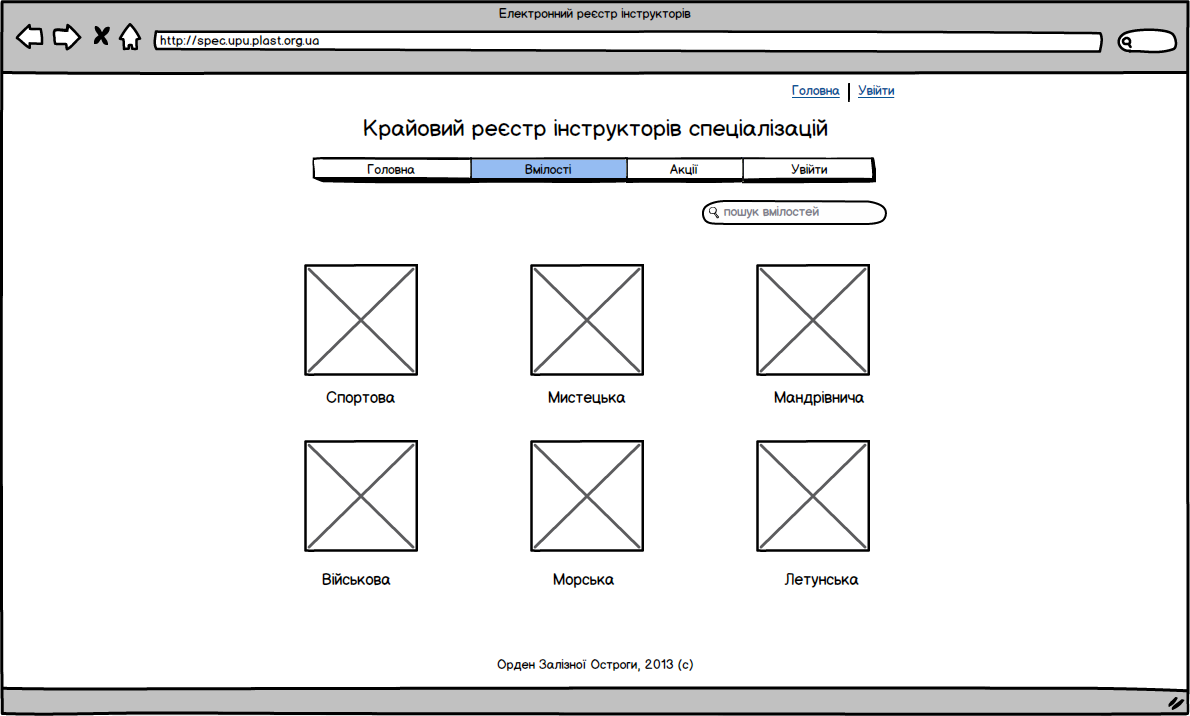 Електронний реєстр інструкторів
http://spec.upu.plast.org.ua
Головна Увійти
Крайовий реєстр інструкторів спеціалізацій
Головна Вмілості Акції Увійти
пошук вмілостей
Спортова Мистецька Мандрівнича
Військова Морська Летунська
Орден Залізної Остроги, 2013 (c)